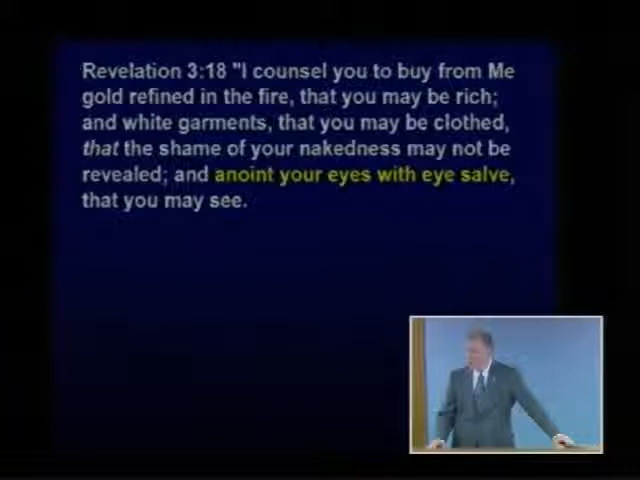 Revelation 3:18 "I counsel you to buy from Me
gold refined in the fire, that you may be rich;
and white garments, that you may be clothed,
that the shame of your nakedness may not be
revealed; and anoint your eyes with eye salve,
that you may see.